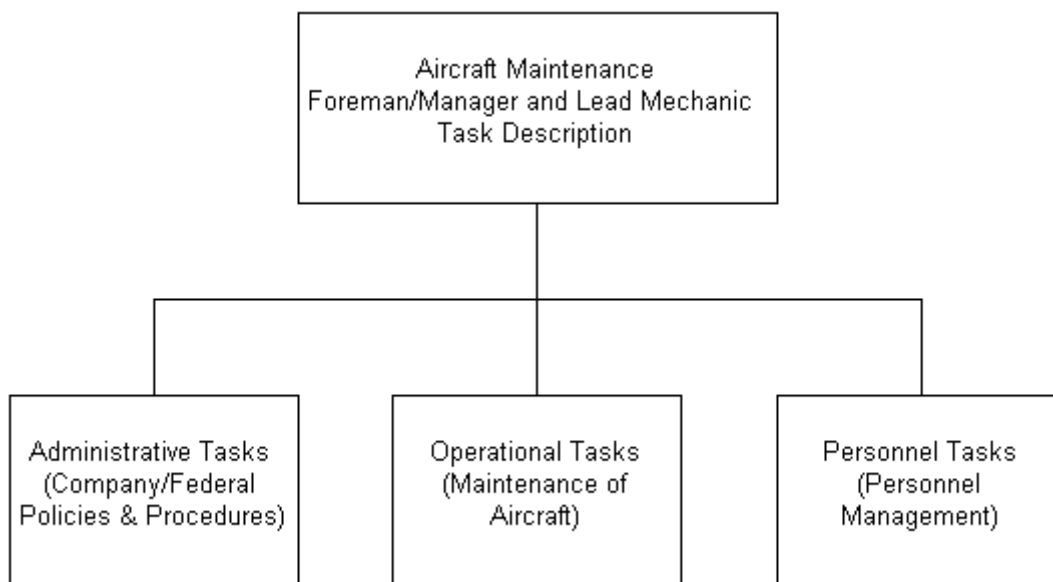 Aircraft Maintenance
Foreman/Manager and Lead Mechanic
Task Description
Administrative Tasks
(Company/Federal
Policies & Procedures)
Operational Tasks
(Maintenance of
Aircraft)
Personnel Tasks
(Personnel
Management)